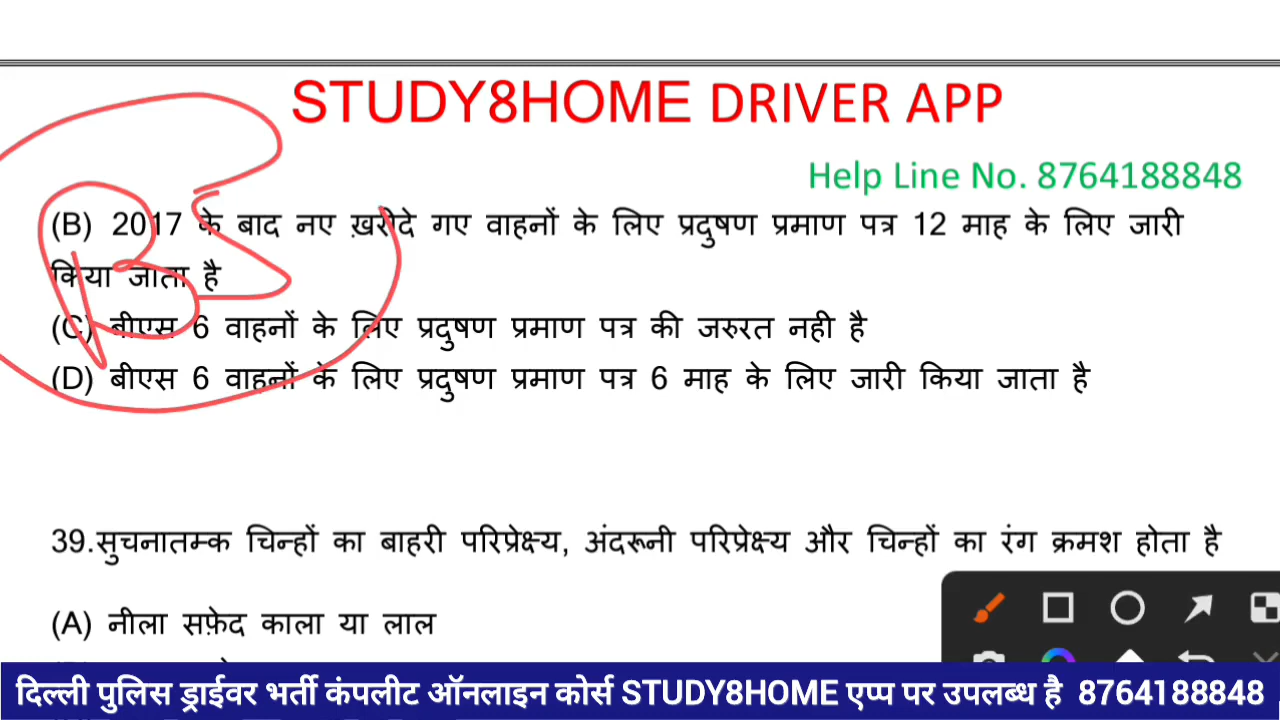 STUDY8HOME DRIVER APP
Help Line No. 8764188848
(B) 2017 के बाद नए ख़रीदे गए वाहनों के लिए प्रदुषण प्रमाण पत्र 12 माह के लिए जारी
किया जाता है
(C) बीएस 6 वाहनों के लिए प्रदुषण प्रमाण पत्र की जरुरत नही है
(D) बीएस 6 वाहनों के लिए प्रदुषण प्रमाण पत्र 6 माह के लिए जारी किया जाता है
39.सुचनातम्क चिन्हों का बाहरी परिप्रेक्ष्य, अंदरूनी परिप्रेक्ष्य और चिन्हों का रंग क्रमश होता है
(A) नीला सफ़ेद काला या लाल
दिल्ली पुलिस ड्राईवर भर्ती कंपलीट ऑनलाइन कोर्स STUDY8HOME एप्प पर उपलब्ध है 8764188848